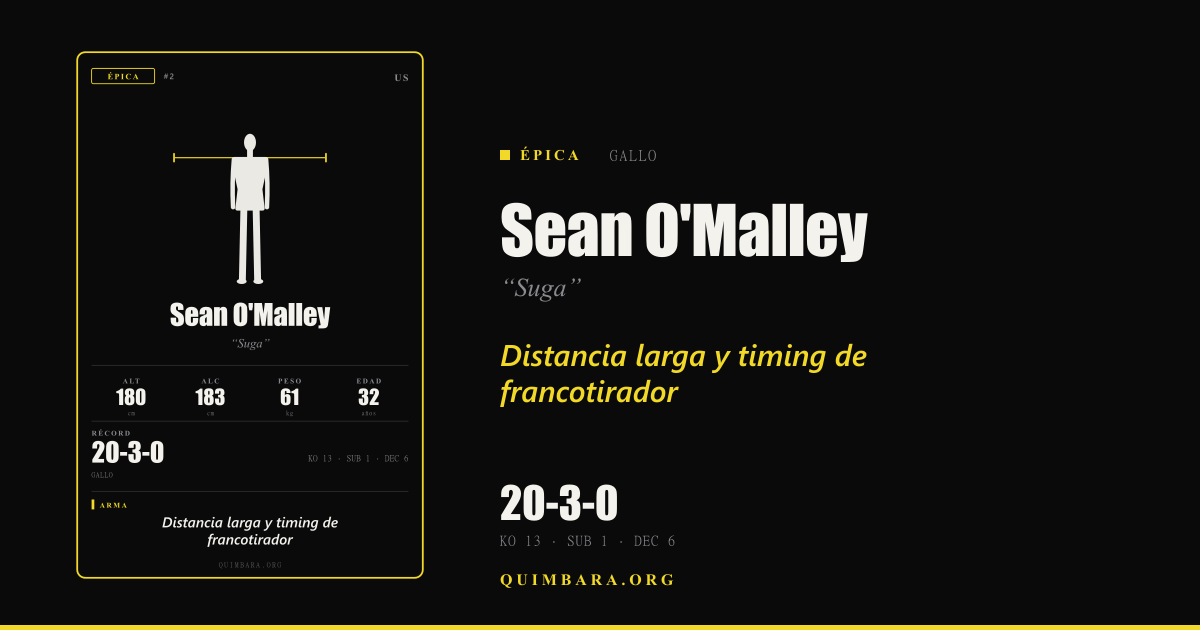 ÉPICA #2 US
Sean O'Malley
“Suga”
ALT ALC PESO EDAD
180 183 61 32
cm cm kg años
RÉCORD
20-3-0
KO 13 · SUB 1 · DEC 6
GALLO
ARMA
Distancia larga y timing de
francotirador
QUIMBARA.ORG
ÉPICA GALLO
Sean O'Malley
“Suga”
Distancia larga y timing de
francotirador
20-3-0
KO 13 · SUB 1 · DEC 6
QUIMBARA.ORG